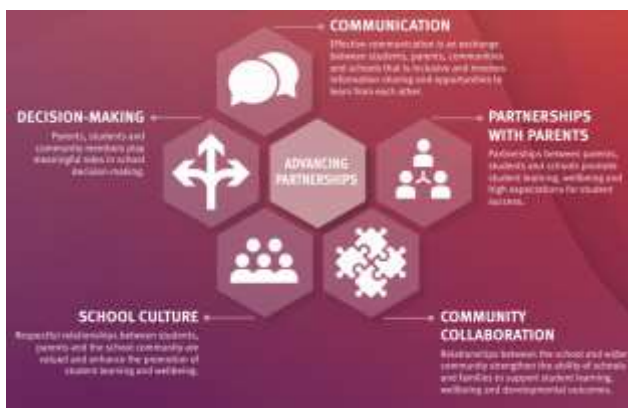 COMMUNICATION
Effective communication is an exchange
between students, parents, communities
and schools that is inclusive and involves
information sharing and opportunities to
learn from each other.
DECISION-MAKING
Parents, students and
community members play
meaningful roles in school
decision-making.
ADVANCING
PARTNERSHIPS
PARTNERSHIPS
WITH PARENTS
Partnerships between parents,
students and schools promote
student learning, wellbeing and
high expectations for student
success.
SCHOOL CULTURE
Respectful relationships between students,
parents and the school community are
valued and enhance the promotion of
student learning and wellbeing.
COMMUNITY
COLLABORATION
Relationships between the school and wider
community strengthen the ability of schools
and families to support student learning,
wellbeing and developmental outcomes.